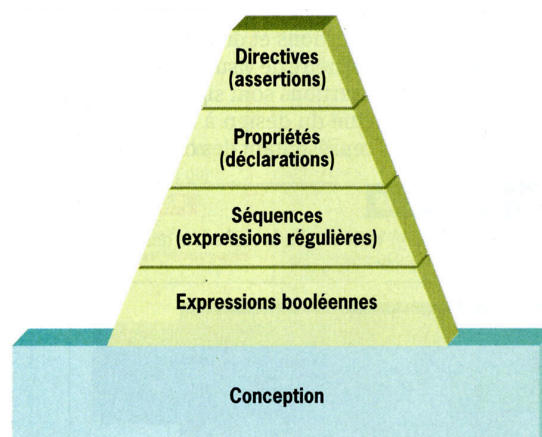 Directives
(assertions)
Propriétés
(déclarations)
Séquences
(expressions régulières)
Expressions booléennes
Conception